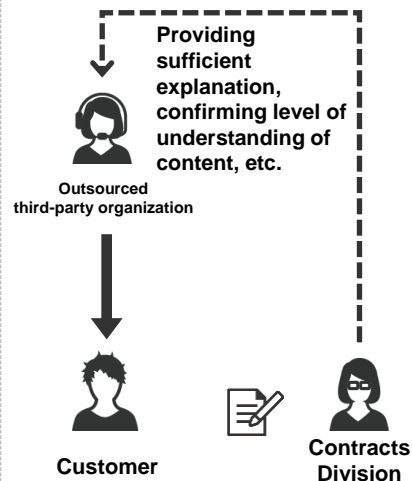 Providing
sufficient
explanation,
confirming level of
understanding of
content, etc.
Outsourced
third-party organization
Customer
Contracts
Division